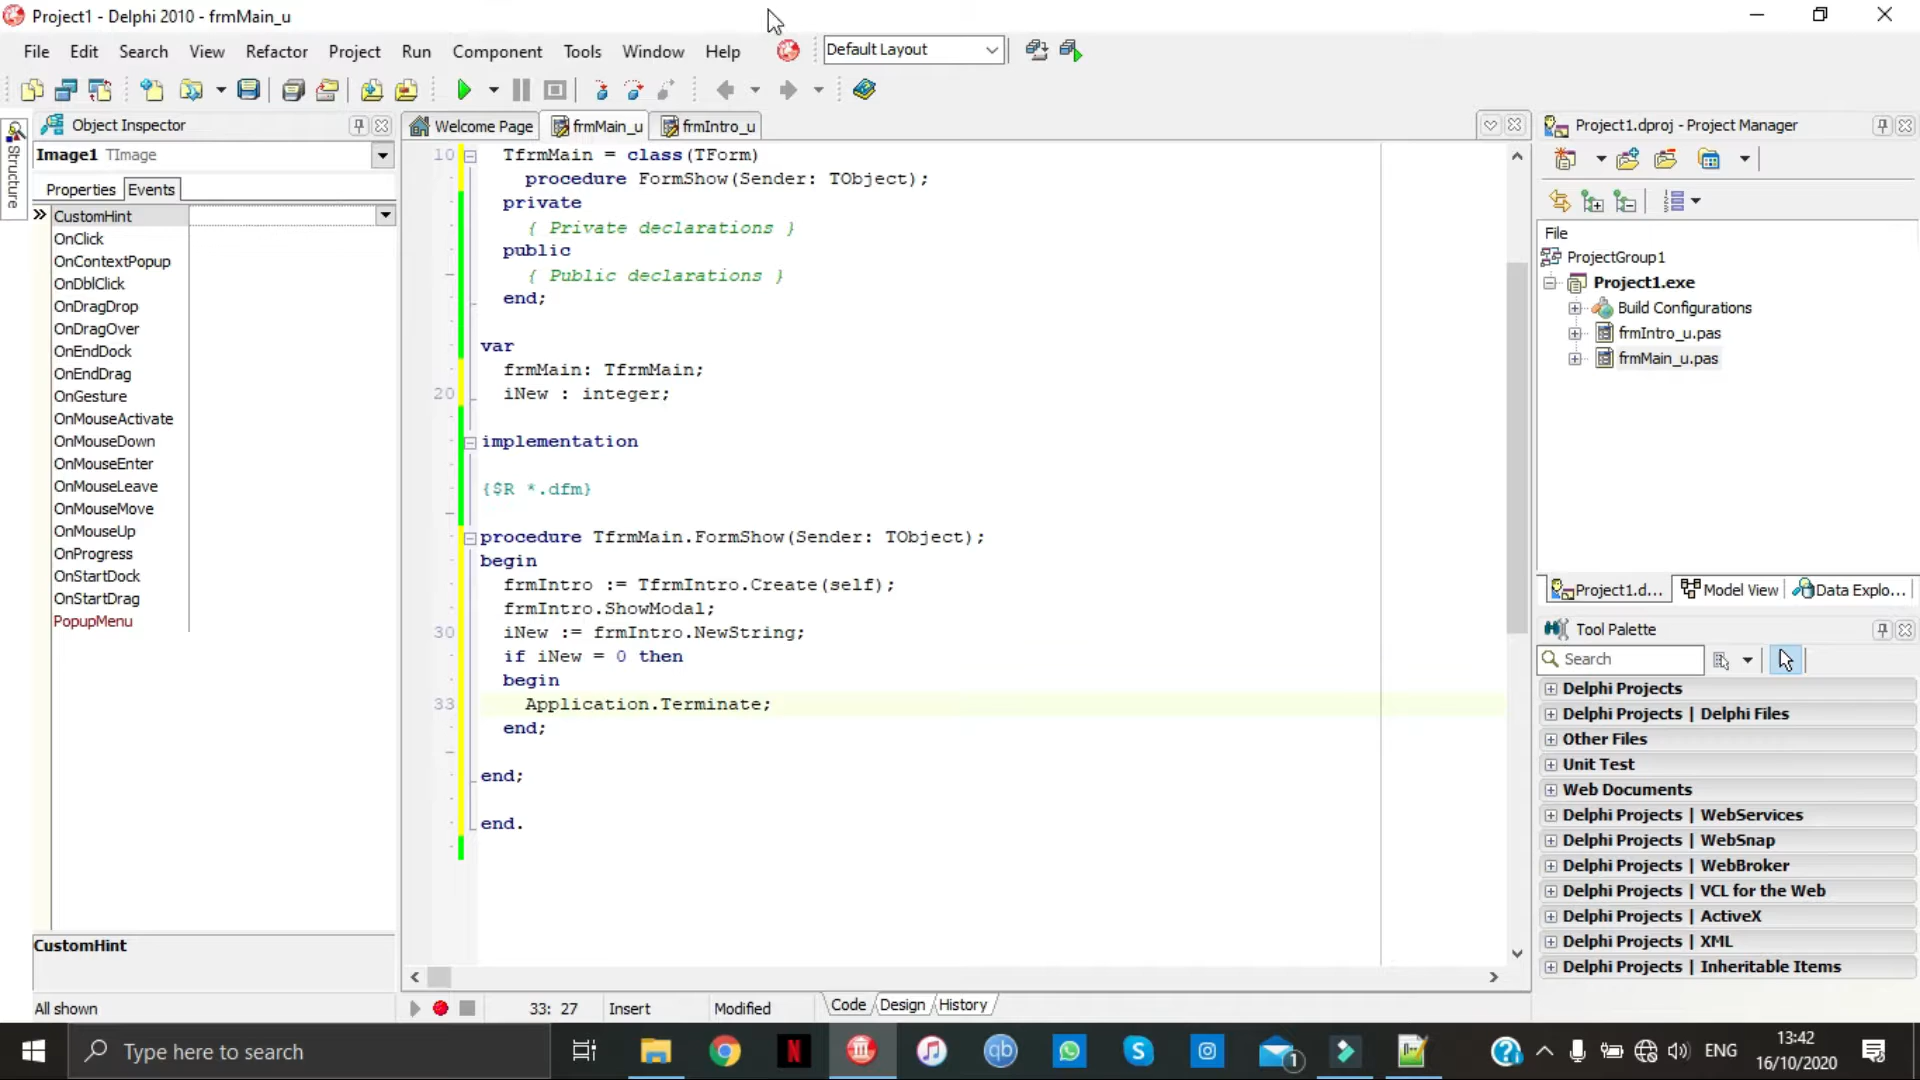 Project1 - Delphi 2010 - frmMain_u
File Edit Search View Refactor Project Run Component Tools Window Help Default Layout
Structure
Object Inspector
Image1 TImage
Properties Events
CustomHint
OnClick
OnContextPopup
OnDblClick
OnDragDrop
OnDragOver
OnEndDock
OnEndDrag
OnGesture
OnMouseActivate
OnMouseDown
OnMouseEnter
OnMouseLeave
OnMouseMove
OnMouseUp
OnProgress
OnStartDock
OnStartDrag
PopupMenu
CustomHint
All shown
Welcome Page frmMain_u frmIntro_u
10 TfrmMain = class(TForm)
procedure FormShow(Sender: TObject);
private
{ Private declarations }
public
{ Public declarations }
end;
var
frmMain: TfrmMain;
20 iNew : integer;
implementation
{$R *.dfm}
procedure TfrmMain.FormShow(Sender: TObject);
begin
frmIntro := TfrmIntro.Create(self);
frmIntro.ShowModal;
30 iNew := frmIntro.NewString;
if iNew = 0 then
begin
33 Application.Terminate;
end;
end;
end.
33: 27 Insert Modified Code Design History
Project1.dproj - Project Manager
File
ProjectGroup1
Project1.exe
Build Configurations
frmIntro_u.pas
frmMain_u.pas
Project1.d... Model View Data Explo...
Tool Palette
Search
Delphi Projects
Delphi Projects | Delphi Files
Other Files
Unit Test
Web Documents
Delphi Projects | WebServices
Delphi Projects | WebSnap
Delphi Projects | WebBroker
Delphi Projects | VCL for the Web
Delphi Projects | ActiveX
Delphi Projects | XML
Delphi Projects | Inheritable Items
Type here to search
N
qb
S
1
ENG
13:42
16/10/2020